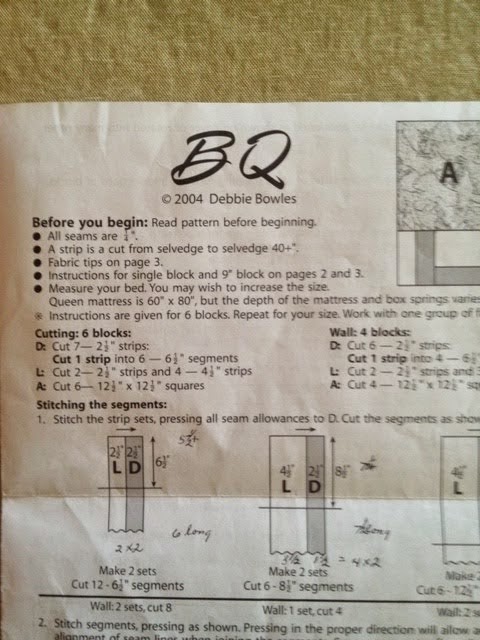 BQ
© 2004 Debbie Bowles
A
Before you begin: Read pattern before beginning.
● All seams are ¼".
● A strip is a cut from selvedge to selvedge 40+".
● Fabric tips on page 3.
● Instructions for single block and 9" block on pages 2 and 3.
● Measure your bed. You may wish to increase the size.
Queen mattress is 60" x 80", but the depth of the mattress and box springs varies
※ Instructions are given for 6 blocks. Repeat for your size. Work with one group of
Cutting: 6 blocks:
D: Cut 7— 2½" strips:
Cut 1 strip into 6 — 6½" segments
L: Cut 2— 2½" strips and 4 — 4½" strips
A: Cut 6— 12½" x 12½" squares
Wall: 4 blocks:
D: Cut 6 — 2½" strips:
Cut 1 strip into 4 — 6½"
L: Cut 2 — 2½" strips and
A: Cut 4 — 12½" x 12½"
Stitching the segments:
1. Stitch the strip sets, pressing all seam allowances to D. Cut the segments as
2½" 2½"
L D
6½"
6 long
2x2
Make 2 sets
Cut 12 - 6½" segments
Wall: 2 sets, cut 8
4½" 2½"
L D
8½"
= 4x2
Make 2 sets
Cut 6 - 8½" segments
Wall: 1 set, cut 4
L
Make 2
Cut 6 - 12½"
Wall: 2
2. Stitch segments, pressing as shown. Pressing in the proper direction will allow
alignment of seam lines when joining the